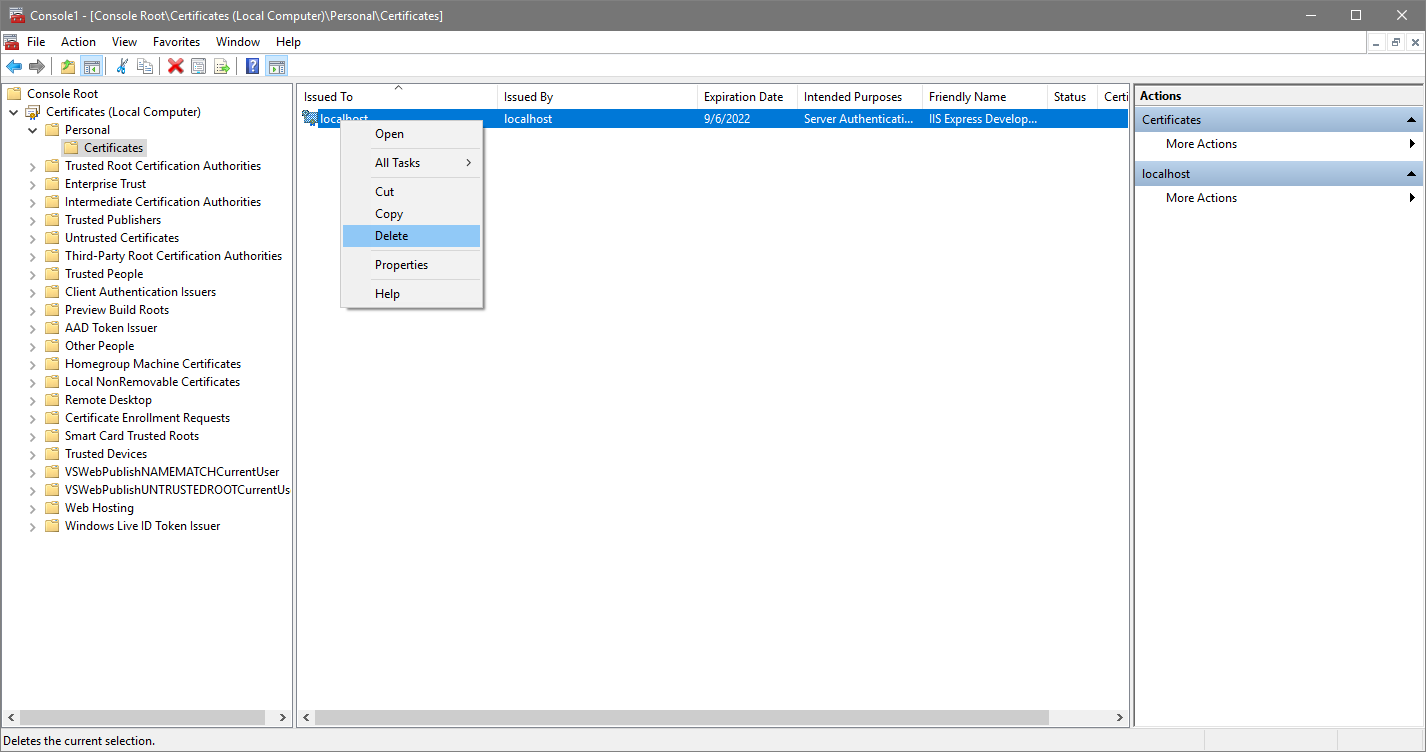 Console1 - [Console Root\Certificates (Local Computer)\Personal\Certificates]
File Action View Favorites Window Help
Console Root
Certificates (Local Computer)
Personal
Certificates
Trusted Root Certification Authorities
Enterprise Trust
Intermediate Certification Authorities
Trusted Publishers
Untrusted Certificates
Third-Party Root Certification Authorities
Trusted People
Client Authentication Issuers
Preview Build Roots
AAD Token Issuer
Other People
Homegroup Machine Certificates
Local NonRemovable Certificates
Remote Desktop
Certificate Enrollment Requests
Smart Card Trusted Roots
Trusted Devices
VSWebPublishNAMEMATCHCurrentUser
VSWebPublishUNTRUSTEDROOTCurrentUs
Web Hosting
Windows Live ID Token Issuer
Issued To Issued By Expiration Date Intended Purposes Friendly Name Status Certi
localhost localhost 9/6/2022 Server Authenticati... IIS Express Develop...
Open
All Tasks
Cut
Copy
Delete
Properties
Help
Actions
Certificates
More Actions
localhost
More Actions
Deletes the current selection.